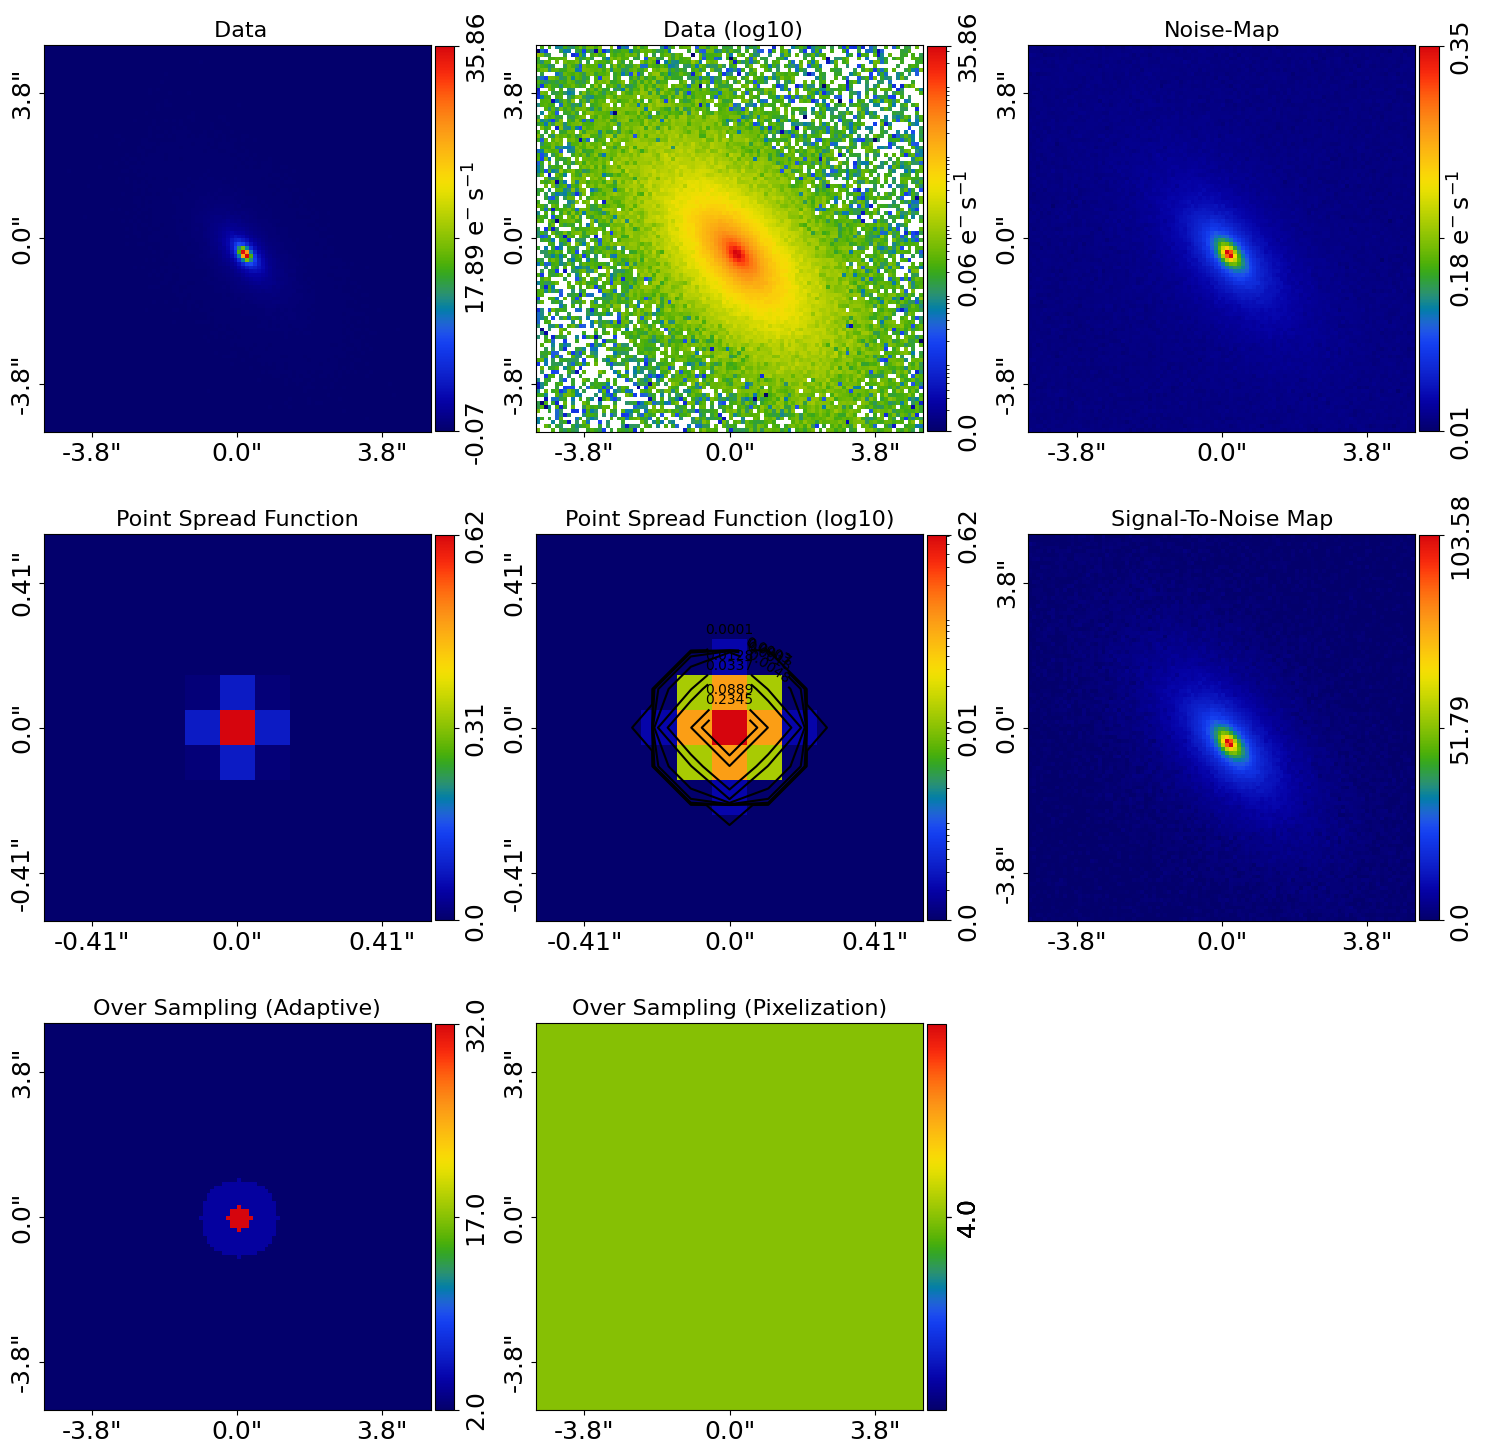 Data
3.8"
0.0"
-3.8"
-3.8" 0.0" 3.8"
35.86
17.89 e⁻ s⁻¹
-0.07
Data (log10)
3.8"
0.0"
-3.8"
-3.8" 0.0" 3.8"
35.86
0.06 e⁻ s⁻¹
0.0
Noise-Map
3.8"
0.0"
-3.8"
-3.8" 0.0" 3.8"
0.35
0.18 e⁻ s⁻¹
0.01
Point Spread Function
0.41"
0.0"
-0.41"
-0.41" 0.0" 0.41"
0.62
0.31
0.0
Point Spread Function (log10)
0.41"
0.0"
-0.41"
0.0001
0.0337
0.0889
0.2345
-0.41" 0.0" 0.41"
0.62
0.01
0.0
Signal-To-Noise Map
3.8"
0.0"
-3.8"
-3.8" 0.0" 3.8"
103.58
51.79
0.0
Over Sampling (Adaptive)
3.8"
0.0"
-3.8"
-3.8" 0.0" 3.8"
32.0
17.0
2.0
Over Sampling (Pixelization)
3.8"
0.0"
-3.8"
-3.8" 0.0" 3.8"
4.0